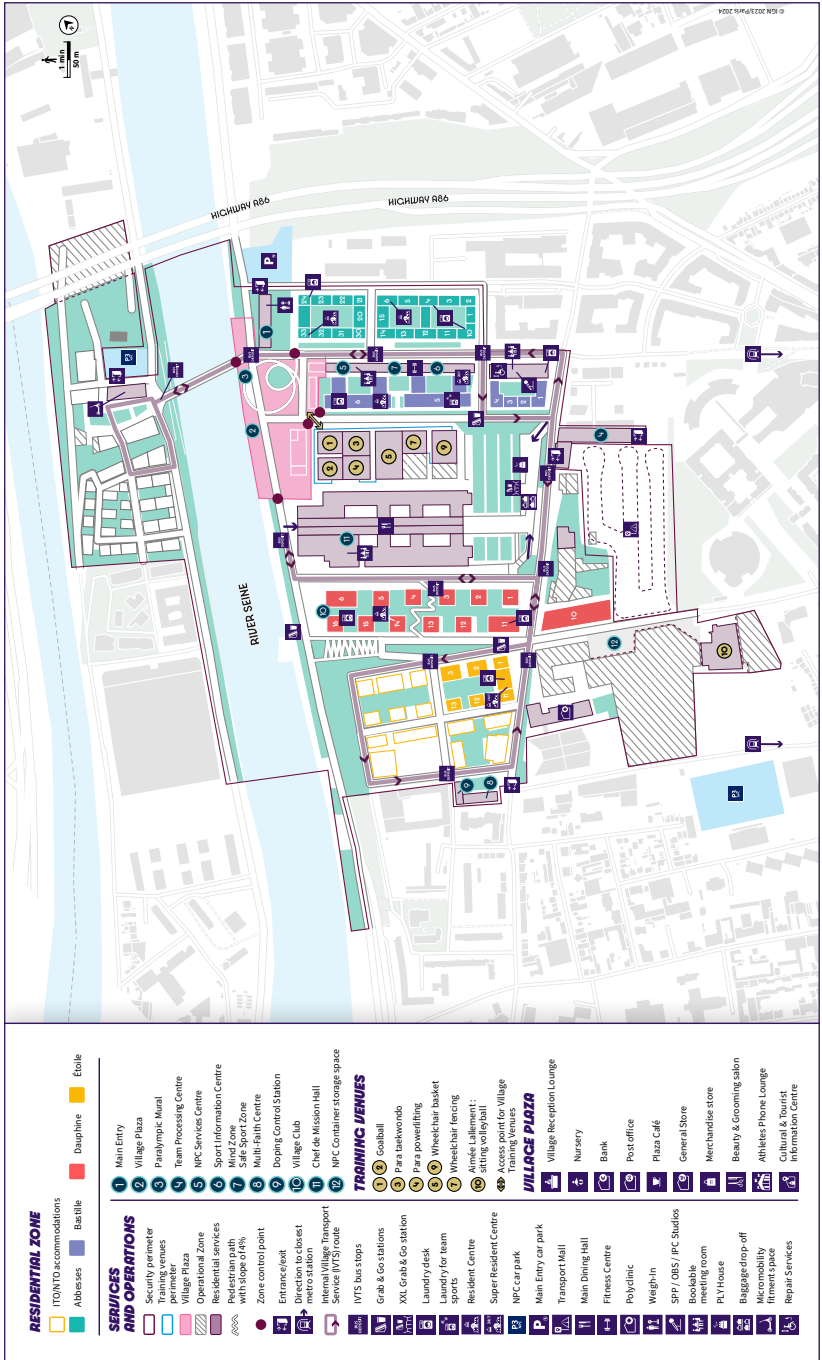 © IGN 2023/Paris 2024
1 min
50 m
HIGHWAY A86
HIGHWAY A86
RIVER SEINE
RESIDENTIAL ZONE
ITO/NTO accommodations
Abbesses
Bastille
Dauphine
Étoile
SERVICES
AND OPERATIONS
Security perimeter
Training venues
perimeter
Village Plaza
Operational Zone
Residential services
Pedestrian path
with slope of 4%
Zone control point
Entrance/exit
Direction to closest
metro station
Internal Village Transport
Service (IVTS) route
IVTS bus stops
Grab & Go stations
XXL Grab & Go station
Laundry desk
Laundry for team
sports
Resident Centre
Super Resident Centre
P3 NPC car park
P Main Entry car park
Transport Mall
Main Dining Hall
Fitness Centre
Polyclinic
Weigh-In
SPP / OBS / IPC Studios
Bookable
meeting room
PLY House
Baggage drop-off
Micromobility
fitment space
Repair Services
1 Main Entry
2 Village Plaza
3 Paralympic Mural
4 Team Processing Centre
5 NPC Services Centre
6 Sport Information Centre
7 Mind Zone
Safe Sport Zone
8 Multi-Faith Centre
9 Doping Control Station
10 Village Club
11 Chef de Mission Hall
12 NPC Container storage space
TRAINING VENUES
1 2 Goalball
3 Para taekwondo
4 Para powerlifting
5 9 Wheelchair basket
7 Wheelchair fencing
10 Aimée Lallement :
sitting volleyball
Access point for Village
Training Venues
VILLAGE PLAZA
Village Reception Lounge
Nursery
Bank
Post office
Plaza Café
General Store
Merchandise store
Beauty & Grooming salon
Athletes Phone Lounge
Cultural & Tourist
Information Centre